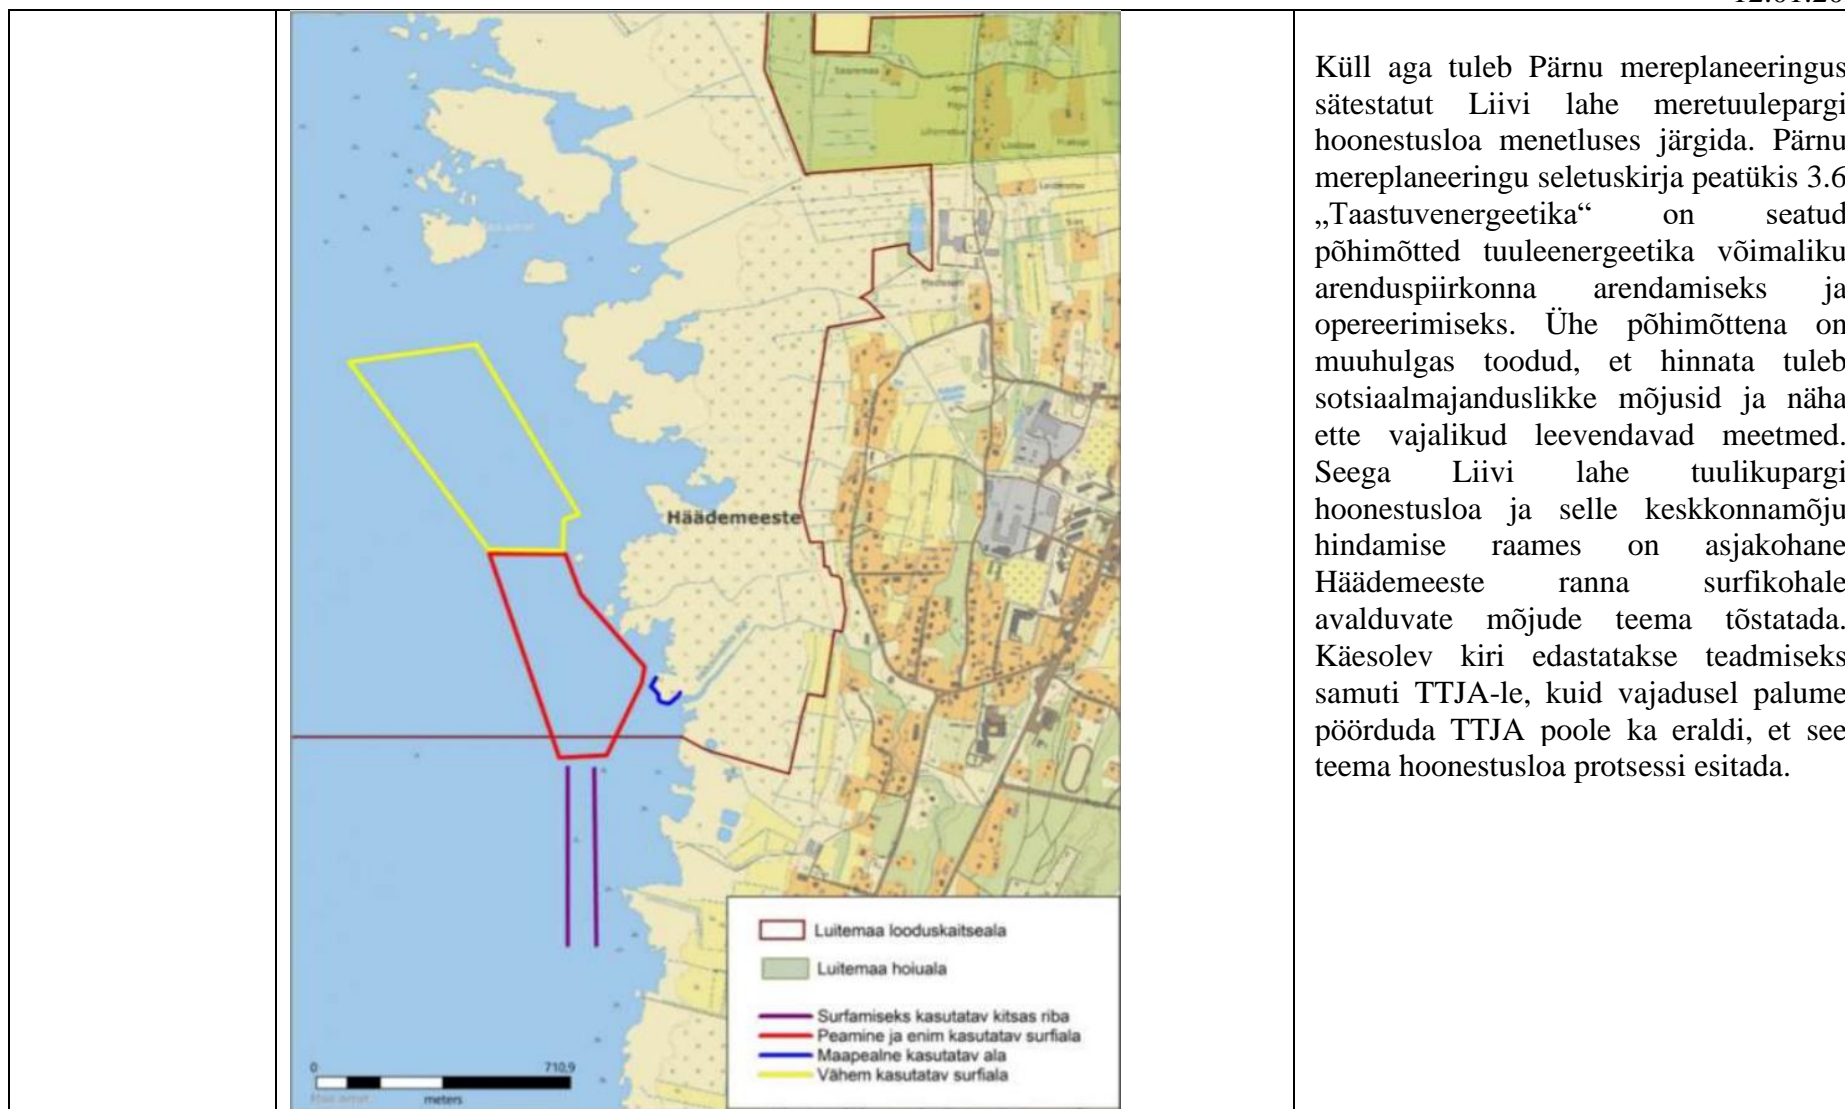 Küll aga tuleb Pärnu mereplaneeringus
sätestatut Liivi lahe meretuulepargi
hoonestusloa menetluses järgida. Pärnu
mereplaneeringu seletuskirja peatükis 3.6
„Taastuvenergeetika“ on seatud
põhimõtted tuuleenergeetika võimaliku
arenduspiirkonna arendamiseks ja
opereerimiseks. Ühe põhimõttena on
muuhulgas toodud, et hinnata tuleb
sotsiaalmajanduslikke mõjusid ja näha
ette vajalikud leevendavad meetmed.
Seega Liivi lahe tuulikupargi
hoonestusloa ja selle keskkonnamõju
hindamise raames on asjakohane
Häädemeeste ranna surfikohale
avalduvate mõjude teema tõstatada.
Käesolev kiri edastatakse teadmiseks
samuti TTJA-le, kuid vajadusel palume
pöörduda TTJA poole ka eraldi, et see
teema hoonestusloa protsessi esitada.
Häädemeeste
Luitemaa looduskaitseala
Luitemaa hoiuala
Surfamiseks kasutatav kitsas riba
Peamine ja enim kasutatav surfiala
Maapealne kasutatav ala
Vähem kasutatav surfiala
0 710,9
meters